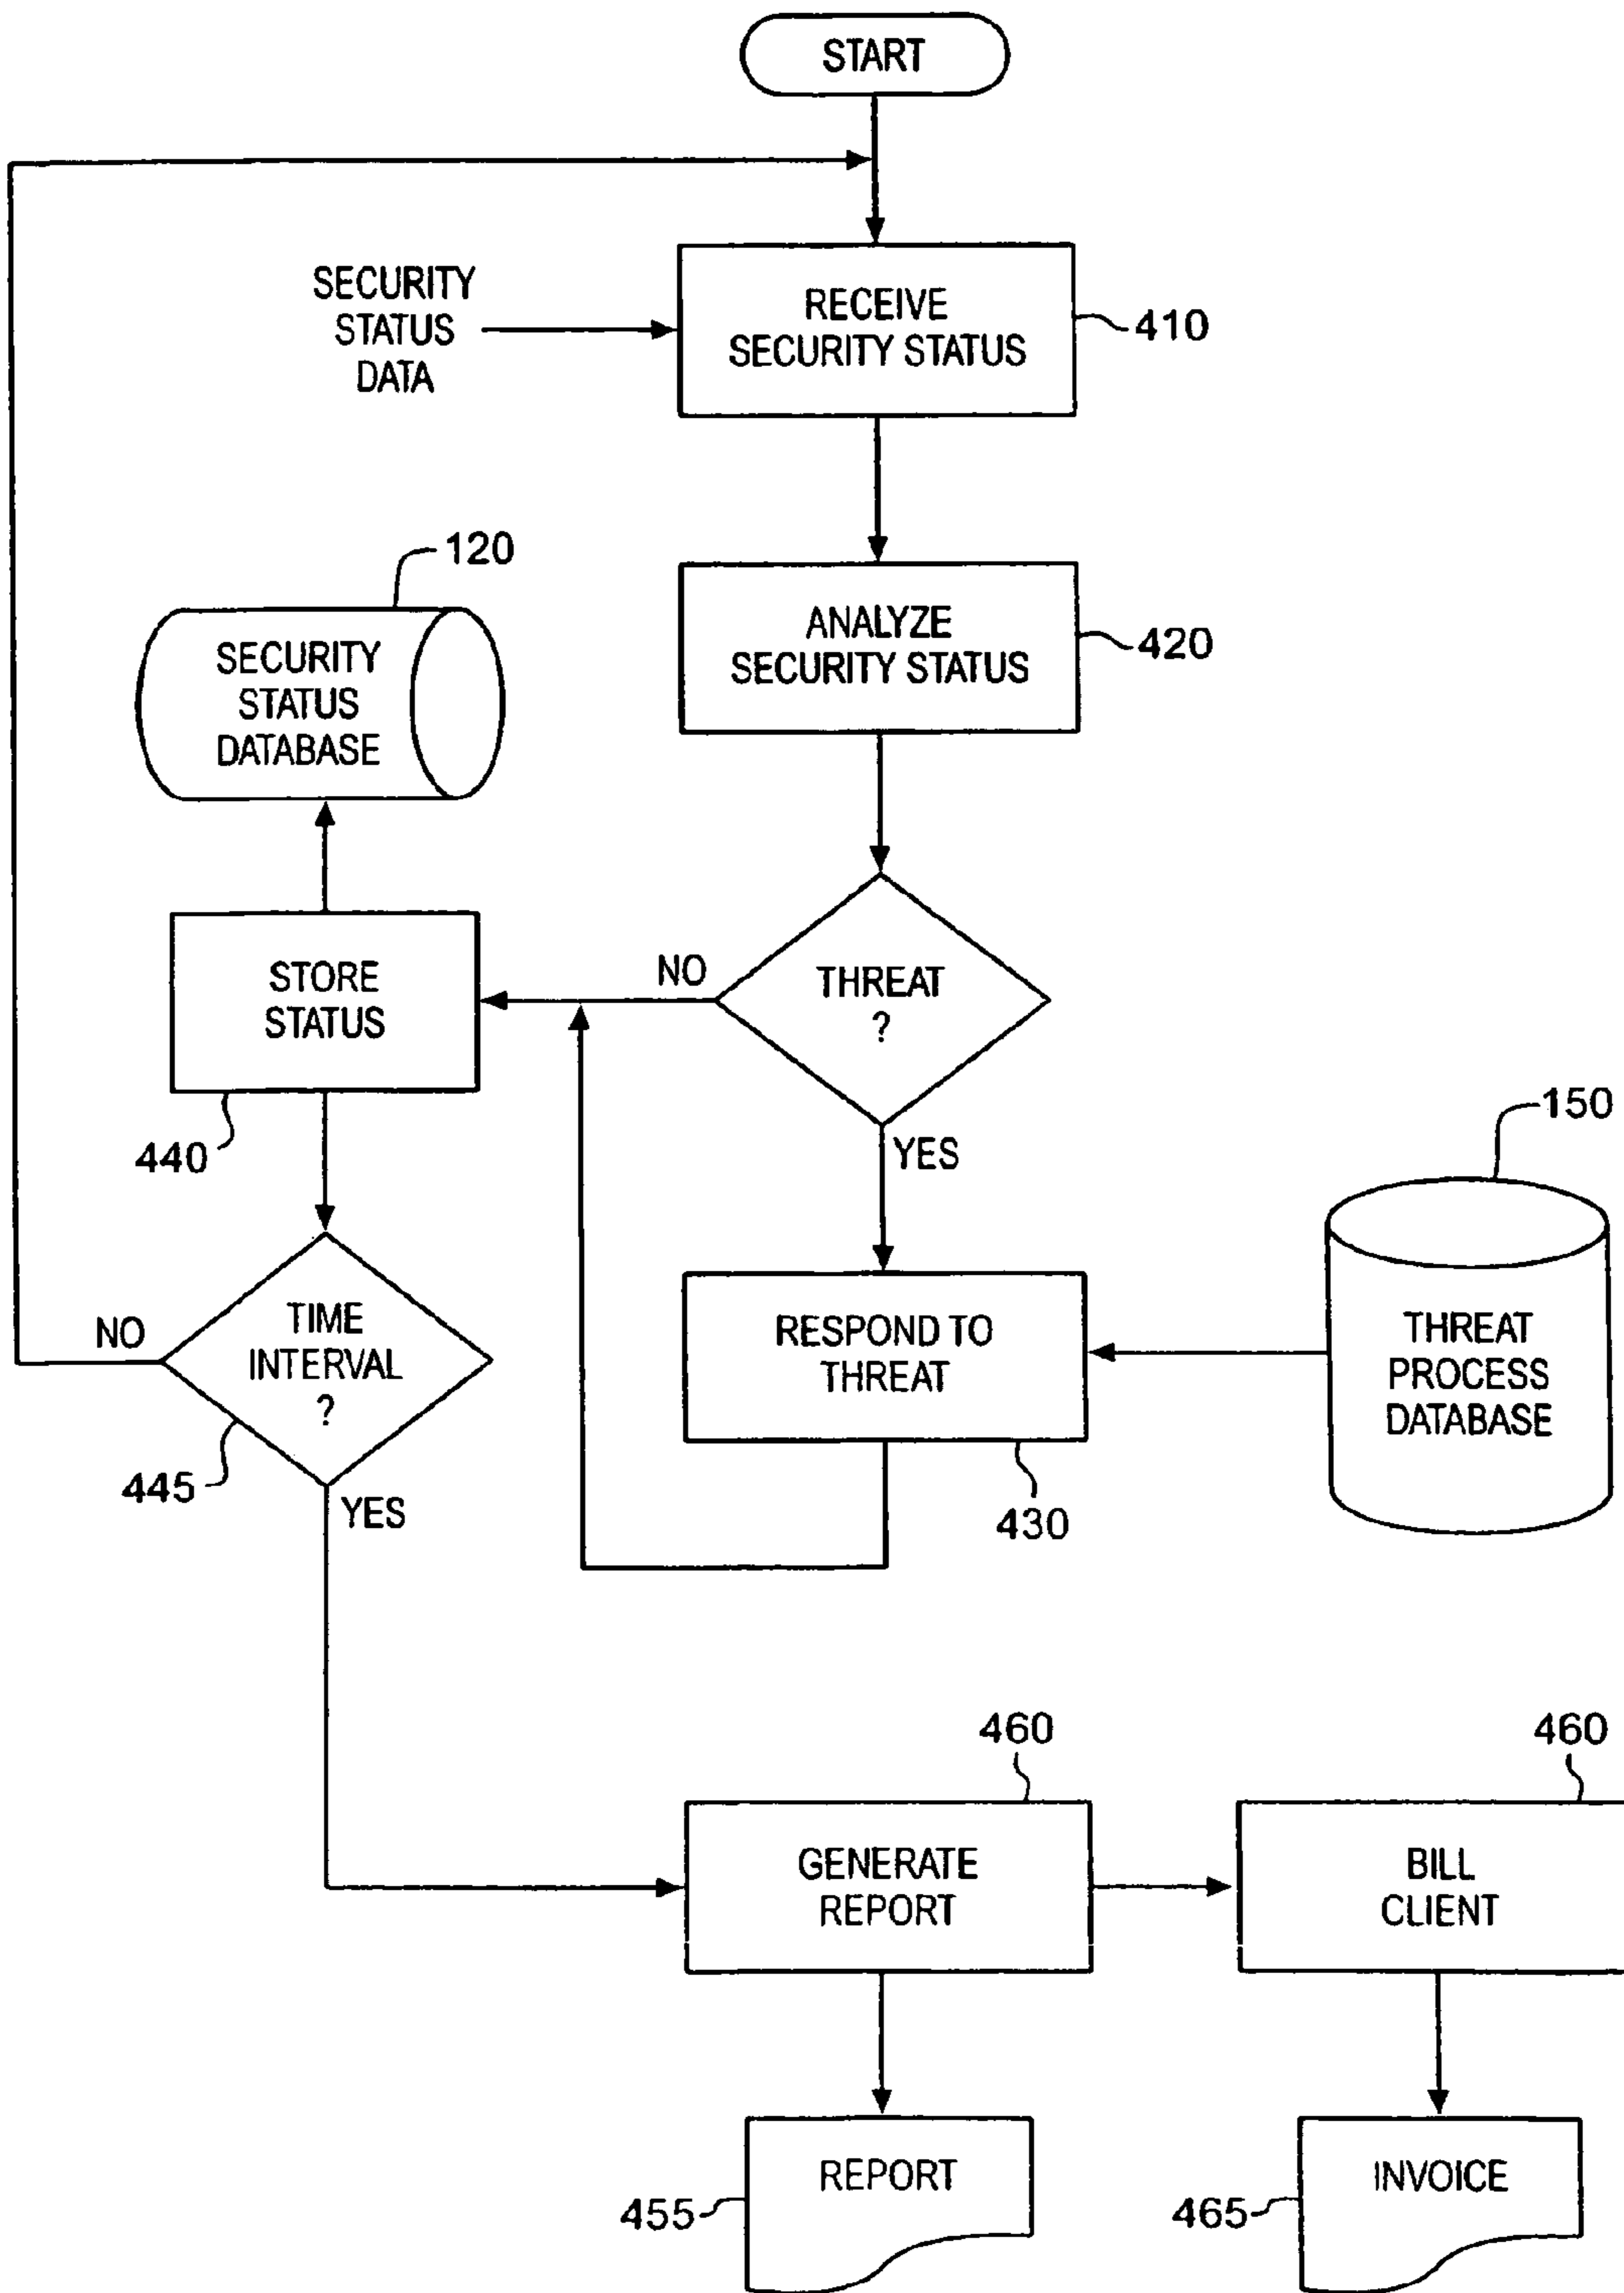 START
SECURITY
STATUS
DATA
RECEIVE
SECURITY STATUS
410
120
SECURITY
STATUS
DATABASE
ANALYZE
SECURITY STATUS
420
STORE
STATUS
440
NO
THREAT
?
YES
150
THREAT
PROCESS
DATABASE
RESPOND TO
THREAT
430
NO
TIME
INTERVAL
?
445
YES
460
GENERATE
REPORT
460
BILL
CLIENT
REPORT
455
INVOICE
465